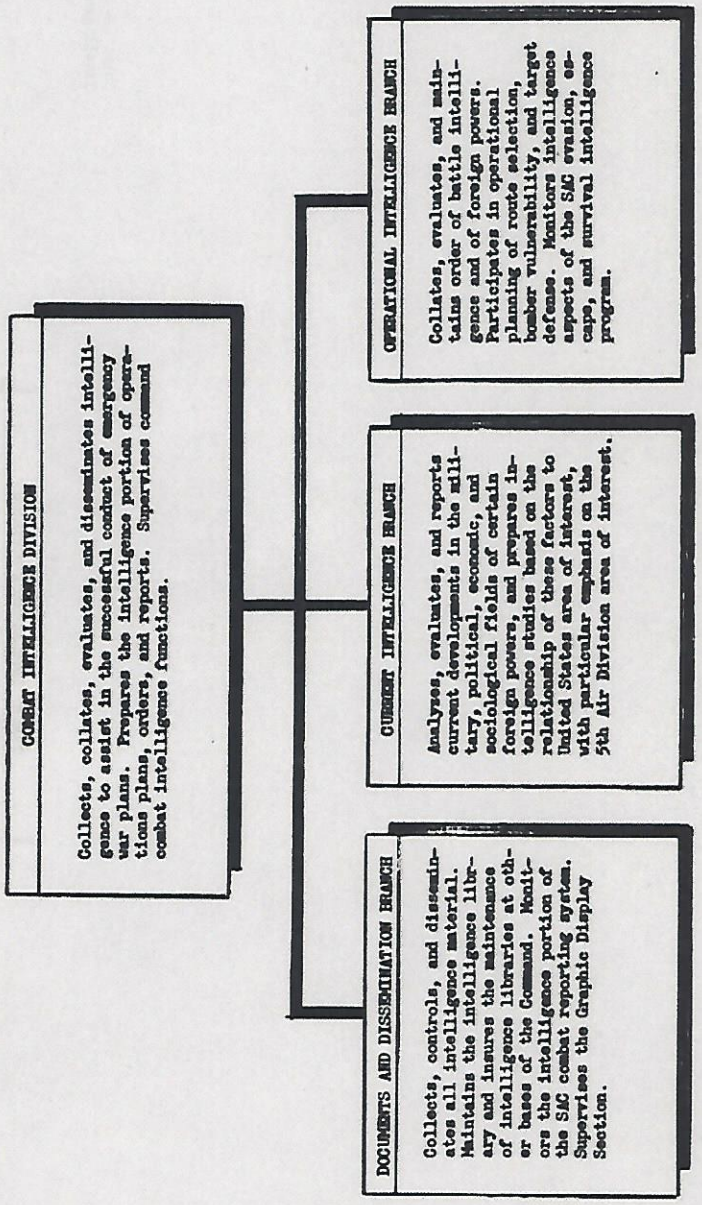 COMBAT INTELLIGENCE DIVISION
Collects, collates, evaluates, and disseminates intelli-
gence to assist in the successful conduct of emergency
war plans. Prepares the intelligence portion of opera-
tions plans, orders, and reports. Supervises command
combat intelligence functions.
DOCUMENTS AND DISSEMINATION BRANCH
Collects, controls, and dissemin-
ates all intelligence material.
Maintains the intelligence libr-
ary and insures the maintenance
of intelligence libraries at oth-
er bases of the Command. Monit-
ors the intelligence portion of
the SAC combat reporting system.
Supervises the Graphic Display
Section.
CURRENT INTELLIGENCE BRANCH
Analyzes, evaluates, and reports
current developments in the mili-
tary, political, economic, and
sociological fields of certain
foreign powers, and prepares in-
telligence studies based on the
relationship of these factors to
United States area of interest,
with particular emphasis on the
5th Air Division area of interest.
OPERATIONAL INTELLIGENCE BRANCH
Collates, evaluates, and main-
tains order of battle intelli-
gence and of foreign powers.
Participates in operational
planning of route selection,
bomber vulnerability, and target
defense. Monitors intelligence
aspects of the SAC evasion, es-
cape, and survival intelligence
program.